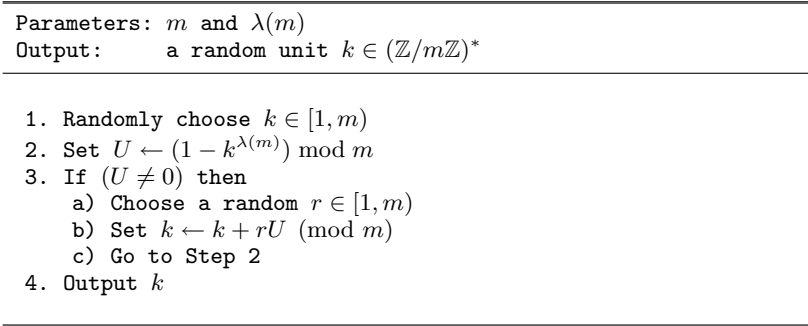 Parameters: m and λ(m)
Output: a random unit k ∈ (ℤ/mℤ)*
1. Randomly choose k ∈ [1, m)
2. Set U ← (1 − k^λ(m)) mod m
3. If (U ≠ 0) then
a) Choose a random r ∈ [1, m)
b) Set k ← k + rU (mod m)
c) Go to Step 2
4. Output k